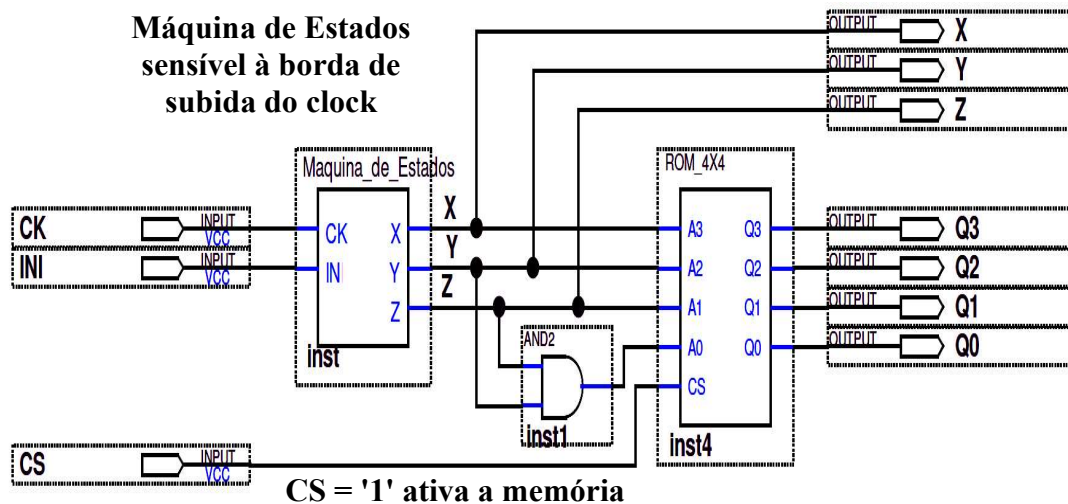 Máquina de Estados
sensível à borda de
subida do clock
OUTPUT X
OUTPUT Y
OUTPUT Z
Maquina_de_Estados
ROM_4X4
CK INPUT VCC
INI INPUT VCC
CK X
INI Y
Z
inst
X
Y
Z
A3 Q3
A2 Q2
A1 Q1
A0 Q0
CS
inst4
OUTPUT Q3
OUTPUT Q2
OUTPUT Q1
OUTPUT Q0
AND2
inst1
CS INPUT VCC
CS = '1' ativa a memória